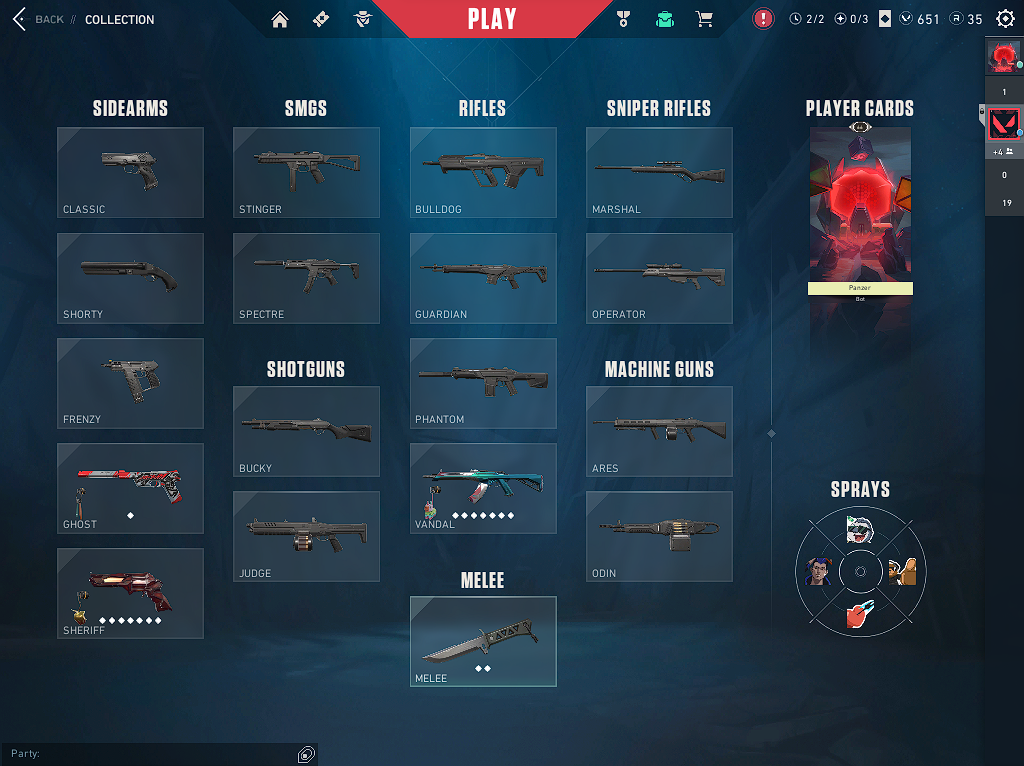 BACK // COLLECTION
PLAY
2/2
0/3
651
35
SIDEARMS
SMGS
RIFLES
SNIPER RIFLES
PLAYER CARDS
1
+4
0
19
CLASSIC
STINGER
BULLDOG
MARSHAL
SHORTY
SPECTRE
GUARDIAN
OPERATOR
Panzer
Bot
SHOTGUNS
MACHINE GUNS
FRENZY
BUCKY
PHANTOM
ARES
SPRAYS
GHOST
JUDGE
VANDAL
ODIN
MELEE
SHERIFF
MELEE
Party: